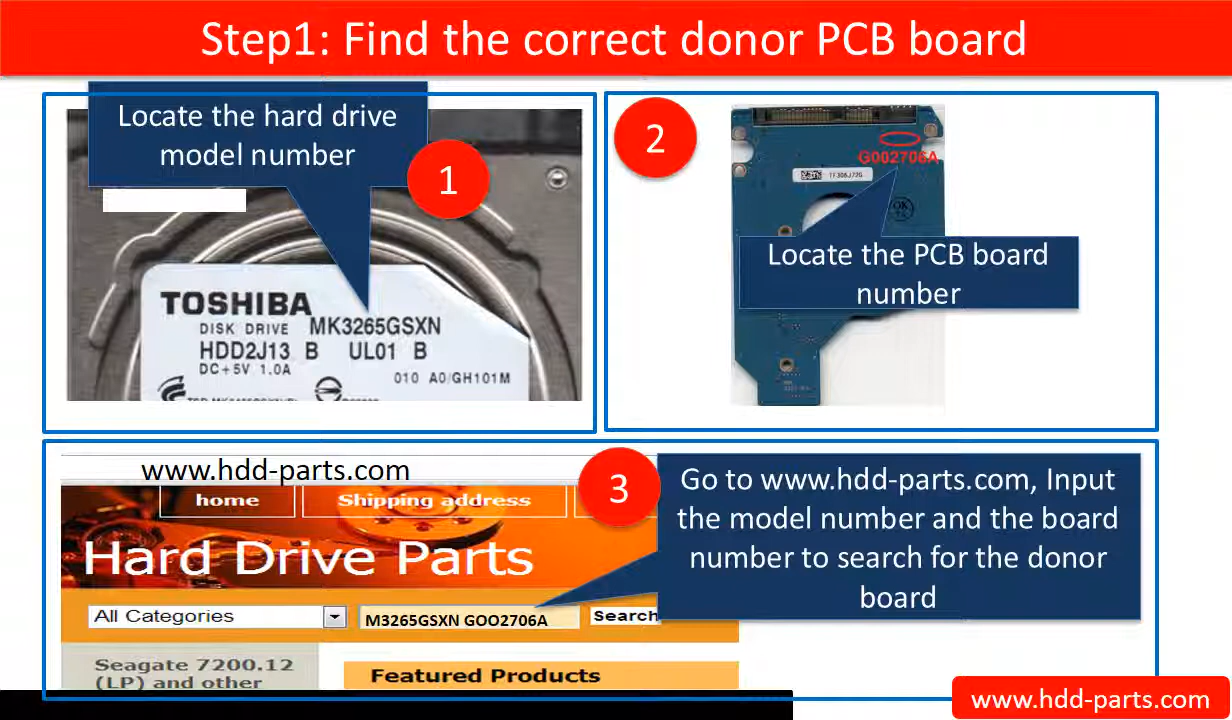 Step1: Find the correct donor PCB board
Locate the hard drive
model number
1
TOSHIBA
DISK DRIVE MK3265GSXN
HDD2J13 B UL01 B
DC+5V 1.0A
010 A0/GH101M
2
G002706A
OK
Locate the PCB board
number
www.hdd-parts.com
home
Shipping address
Hard Drive Parts
All Categories
M3265GSXN GOO2706A
Search
Seagate 7200.12
(LP) and other
Featured Products
3
Go to www.hdd-parts.com, Input
the model number and the board
number to search for the donor
board
www.hdd-parts.com